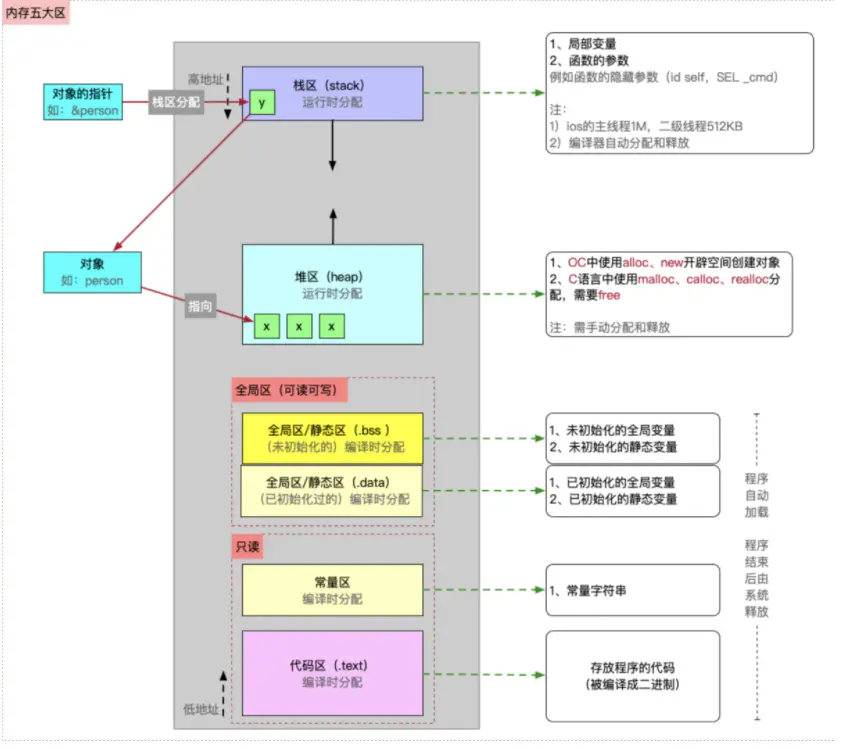 内存五大区
高地址
对象的指针
如：&person
栈区分配
y
栈区（stack）
运行时分配
1、局部变量
2、函数的参数
例如函数的隐藏参数（id self，SEL _cmd）
注：
1）ios的主线程1M，二级线程512KB
2）编译器自动分配和释放
对象
如：person
指向
堆区（heap）
运行时分配
x
x
x
1、OC中使用alloc、new开辟空间创建对象
2、C语言中使用malloc、calloc、realloc分
配，需要free
注：需手动分配和释放
全局区（可读可写）
全局区/静态区（.bss ）
（未初始化的）编译时分配
1、未初始化的全局变量
2、未初始化的静态变量
全局区/静态区（.data）
（已初始化过的）编译时分配
1、已初始化的全局变量
2、已初始化的静态变量
程序
自动
加载
只读
常量区
编译时分配
1、常量字符串
程序
结束
后由
系统
释放
代码区（.text）
编译时分配
存放程序的代码
（被编译成二进制）
低地址